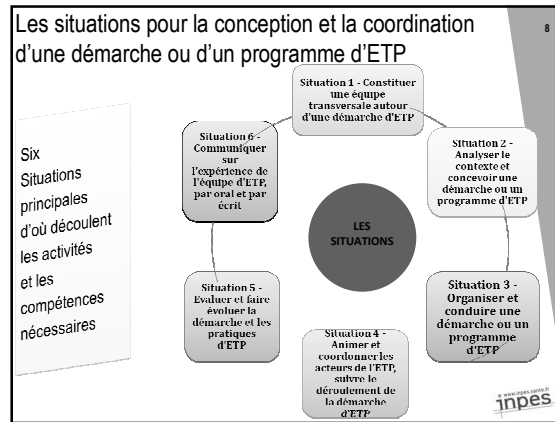 Les situations pour la conception et la coordination
d'une démarche ou d'un programme d'ETP
8
Six
Situations
principales
d'où découlent
les activités
et les
compétences
nécessaires
Situation 1 - Constituer
une équipe
transversale autour
d'une démarche d'ETP
Situation 2 -
Analyser le
contexte et
concevoir une
démarche ou un
programme d'ETP
Situation 3 -
Organiser et
conduire une
démarche ou un
programme
d'ETP
Situation 4 -
Animer et
coordonner les
acteurs de l'ETP,
suivre le
déroulement de
la démarche
d'ETP
Situation 5 -
Evaluer et faire
évoluer la
démarche et les
pratiques
d'ETP
Situation 6 -
Communiquer
sur
l'expérience de
l'équipe d'ETP,
par oral et par
écrit
LES
SITUATIONS
www.inpes.sante.fr
inpes